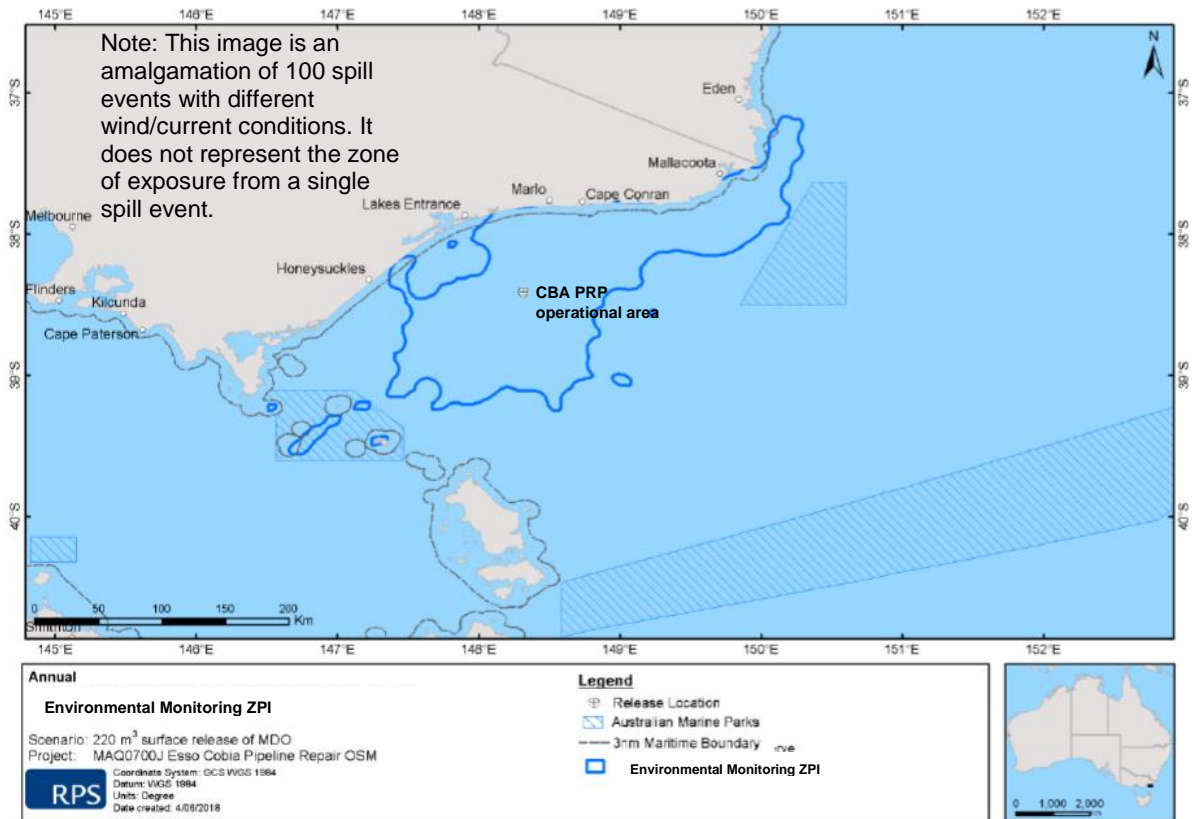 145°E 146°E 147°E 148°E 149°E 150°E 151°E 152°E
Note: This image is an
amalgamation of 100 spill
events with different
wind/current conditions. It
does not represent the zone
of exposure from a single
spill event.
N
37°S
37°S
Eden
Mallacoota
Marlo
Cape Conran
Lakes Entrance
Melbourne
38°S
38°S
Honeysuckles
Flinders
Kilcunda
CBA PRP
operational area
Cape Paterson
39°S
39°S
40°S
40°S
0 50 100 150 200
Km
145°E 146°E 147°E 148°E 149°E 150°E 151°E 152°E
Annual
Environmental Monitoring ZPI
Scenario: 220 m³ surface release of MDO
Project: MAQ0700J Esso Cobia Pipeline Repair OSM
RPS
Coordinate System: GCS WGS 1984
Datum: WGS 1984
Units: Degree
Date created: 4/06/2018
Legend
Release Location
Australian Marine Parks
3nm Maritime Boundary
Environmental Monitoring ZPI
0 1,000 2,000